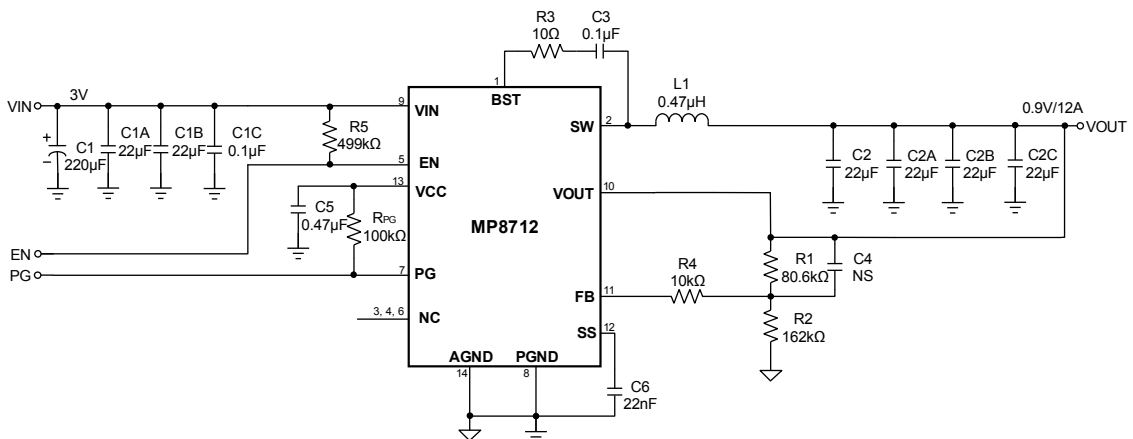 R3
10Ω
C3
0.1µF
1
BST
L1
0.47µH
VIN
3V
9
VIN
SW
2
0.9V/12A
VOUT
C1
220µF
C1A
22µF
C1B
22µF
C1C
0.1µF
R5
499kΩ
5
EN
C2
22µF
C2A
22µF
C2B
22µF
C2C
22µF
13
VCC
VOUT
10
C5
0.47µF
RPG
100kΩ
MP8712
EN
PG
7
PG
R1
80.6kΩ
C4
NS
R4
10kΩ
FB
11
3, 4, 6
NC
SS
12
R2
162kΩ
AGND
PGND
14
8
C6
22nF